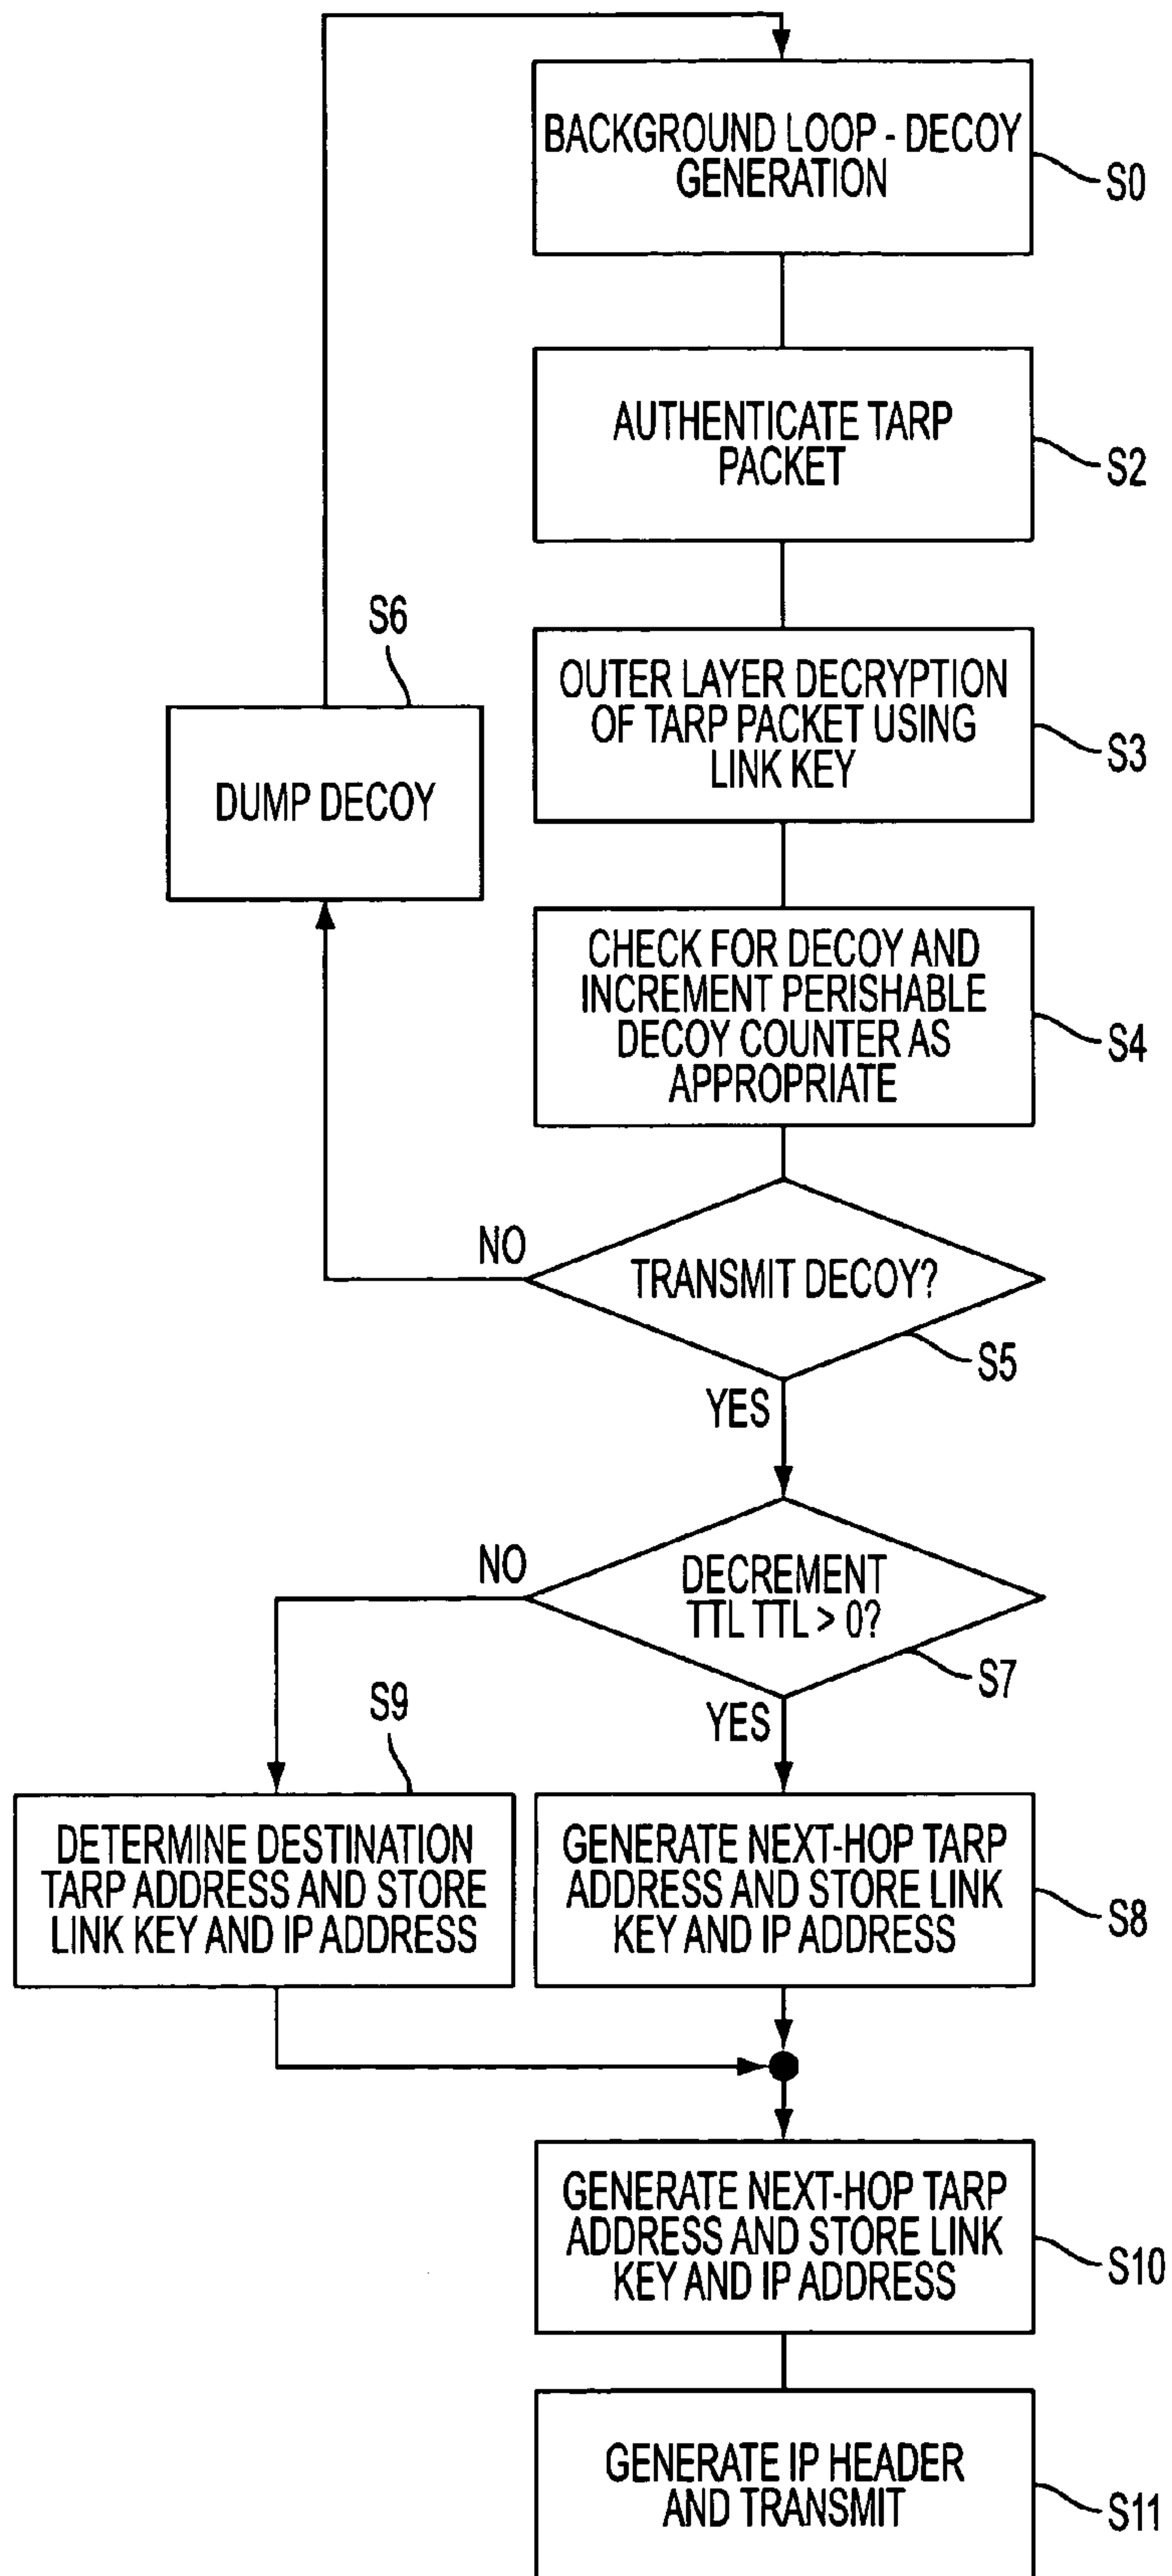 BACKGROUND LOOP - DECOY
GENERATION
S0
AUTHENTICATE TARP
PACKET
S2
OUTER LAYER DECRYPTION
OF TARP PACKET USING
LINK KEY
S3
S6
DUMP DECOY
CHECK FOR DECOY AND
INCREMENT PERISHABLE
DECOY COUNTER AS
APPROPRIATE
S4
NO
TRANSMIT DECOY?
S5
YES
NO
DECREMENT
TTL TTL > 0?
S7
YES
S9
DETERMINE DESTINATION
TARP ADDRESS AND STORE
LINK KEY AND IP ADDRESS
GENERATE NEXT-HOP TARP
ADDRESS AND STORE LINK
KEY AND IP ADDRESS
S8
GENERATE NEXT-HOP TARP
ADDRESS AND STORE LINK
KEY AND IP ADDRESS
S10
GENERATE IP HEADER
AND TRANSMIT
S11